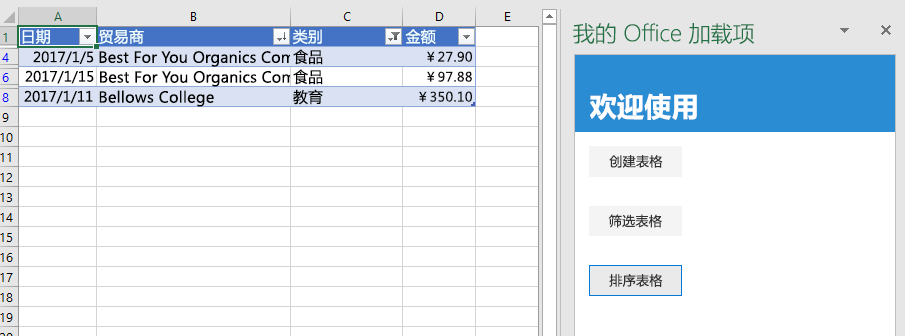 A B C D E
1 日期 贸易商 类别 金额
4 2017/1/5 Best For You Organics Com 食品 ¥27.90
6 2017/1/15 Best For You Organics Com 食品 ¥97.88
8 2017/1/11 Bellows College 教育 ¥350.10
9
10
11
12
13
14
15
16
17
18
19
我的 Office 加载项
欢迎使用
创建表格
筛选表格
排序表格